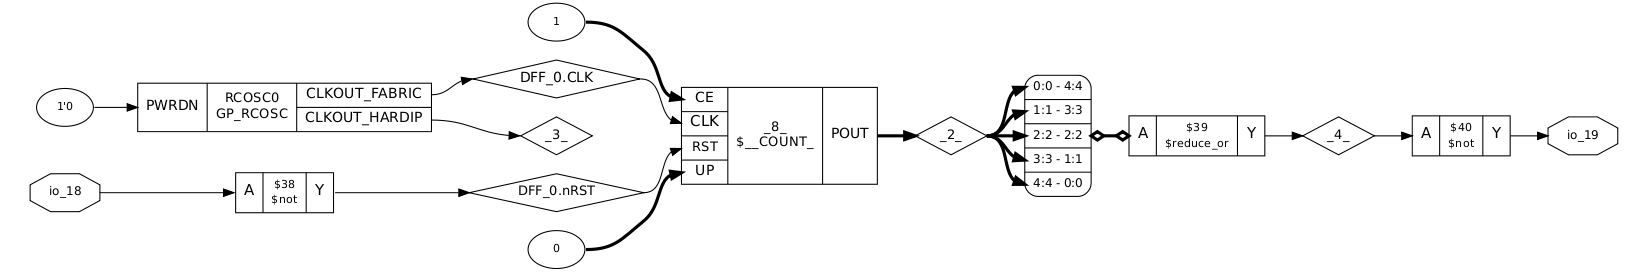 1
DFF_0.CLK
1'0
PWRDN
RCOSC0
GP_RCOSC
CLKOUT_FABRIC
CLKOUT_HARDIP
_3_
io_18
A
$38
$not
Y
DFF_0.nRST
0
CE
CLK
RST
UP
_8_
$__COUNT_
POUT
_2_
0:0 - 4:4
1:1 - 3:3
2:2 - 2:2
3:3 - 1:1
4:4 - 0:0
A
$39
$reduce_or
Y
_4_
A
$40
$not
Y
io_19